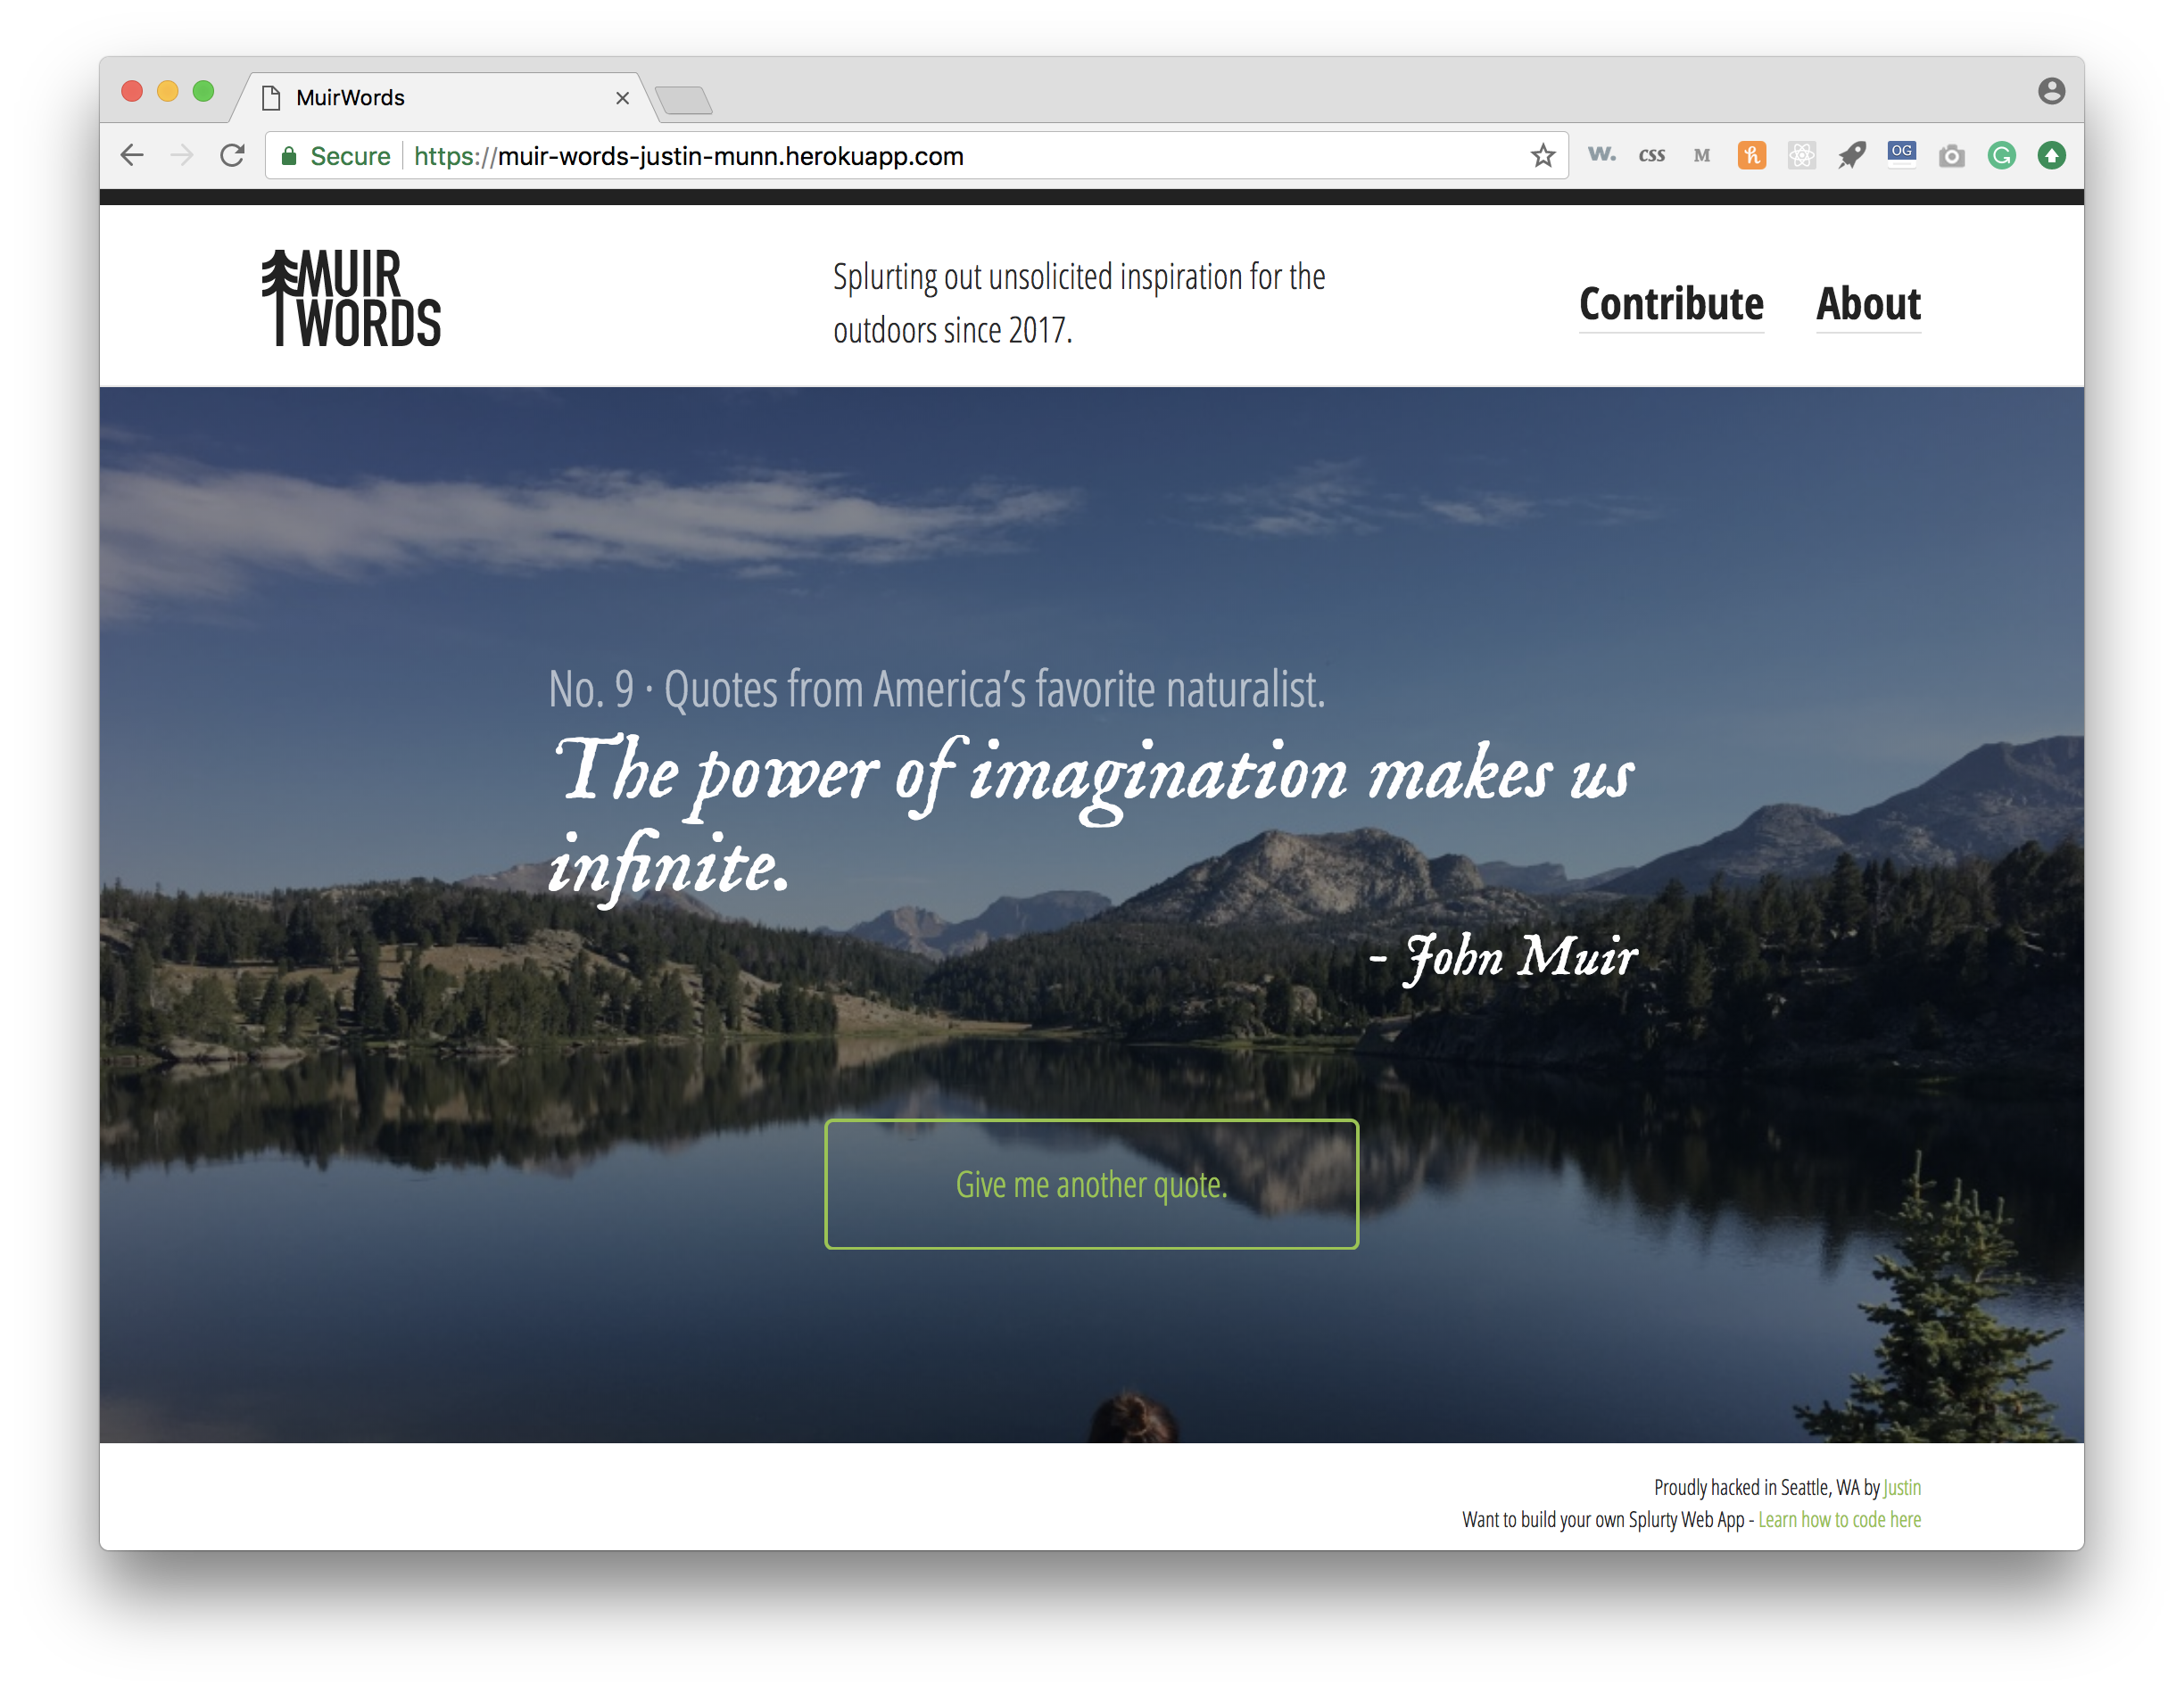 MuirWords
Secure https://muir-words-justin-munn.herokuapp.com
W. CSS M OG G
MUIR
WORDS
Splurting out unsolicited inspiration for the
outdoors since 2017.
Contribute About
No. 9 · Quotes from America’s favorite naturalist.
The power of imagination makes us
infinite.
- John Muir
Give me another quote.
Proudly hacked in Seattle, WA by Justin
Want to build your own Splurty Web App - Learn how to code here